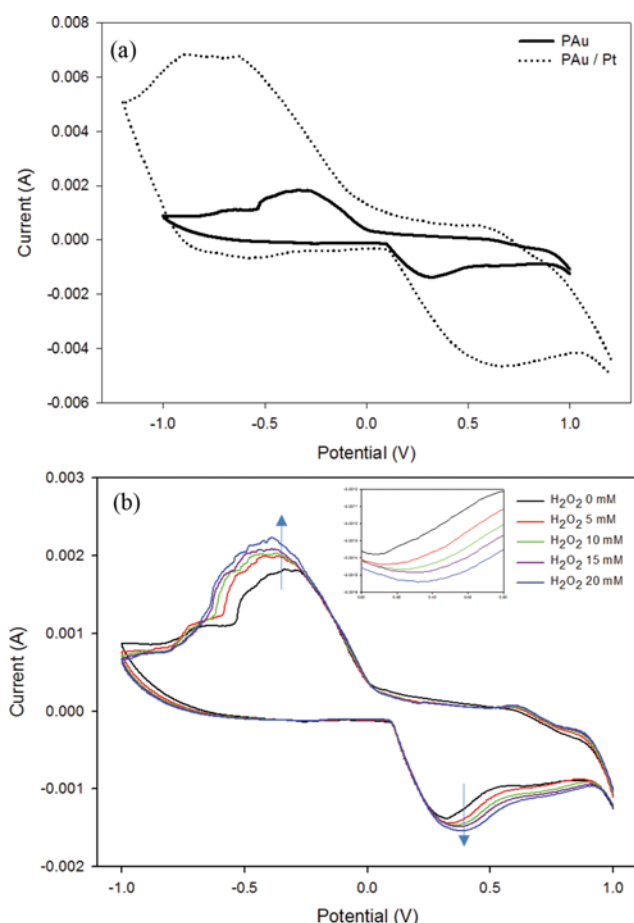 (a)
PAu
PAu / Pt
0.008
0.006
0.004
0.002
0.000
-0.002
-0.004
-0.006
Current (A)
-1.0 -0.5 0.0 0.5 1.0
Potential (V)
(b)
H2O2 0 mM
H2O2 5 mM
H2O2 10 mM
H2O2 15 mM
H2O2 20 mM
0.003
0.002
0.001
0.000
-0.001
-0.002
Current (A)
-1.0 -0.5 0.0 0.5 1.0
Potential (V)